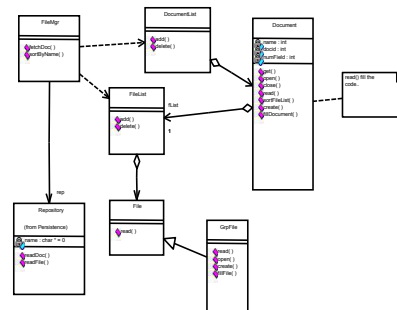 FileMgr
fetchDoc( )
sortByName( )
DocumentList
add( )
delete( )
Document
name : int
docid : int
numField : int
get( )
open( )
close( )
read( )
sortFileList( )
create( )
fillDocument( )
read() fill the
code..
FileList
add( )
delete( )
fList
1
rep
Repository
(from Persistence)
name : char * = 0
readDoc( )
readFile( )
File
read( )
GrpFile
read( )
open( )
create( )
fillFile( )